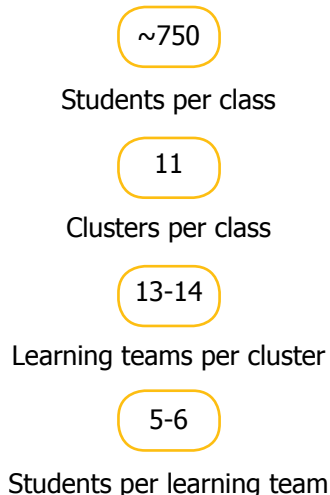 ~750
Students per class
11
Clusters per class
13-14
Learning teams per cluster
5-6
Students per learning team